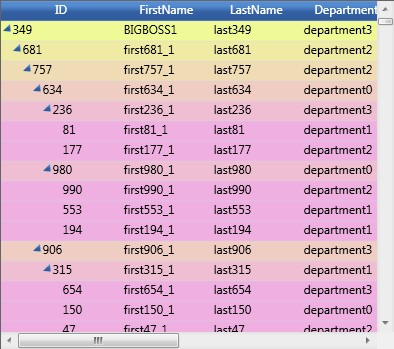 ID FirstName LastName Department
349 BIGBOSS1 last349 department3
681 first681_1 last681 department2
757 first757_1 last757 department2
634 first634_1 last634 department0
236 first236_1 last236 department3
81 first81_1 last81 department1
177 first177_1 last177 department2
980 first980_1 last980 department0
990 first990_1 last990 department2
553 first553_1 last553 department1
194 first194_1 last194 department1
906 first906_1 last906 department3
315 first315_1 last315 department1
654 first654_1 last654 department3
150 first150_1 last150 department0
47 first47_1 last47 department2